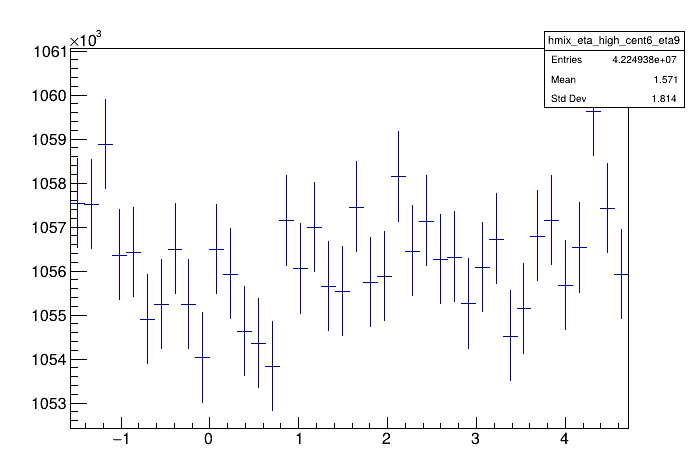 ×10³
hmix_eta_high_cent6_eta9
Entries 4.224938e+07
Mean 1.571
Std Dev 1.814
1061
1060
1059
1058
1057
1056
1055
1054
1053
−1 0 1 2 3 4